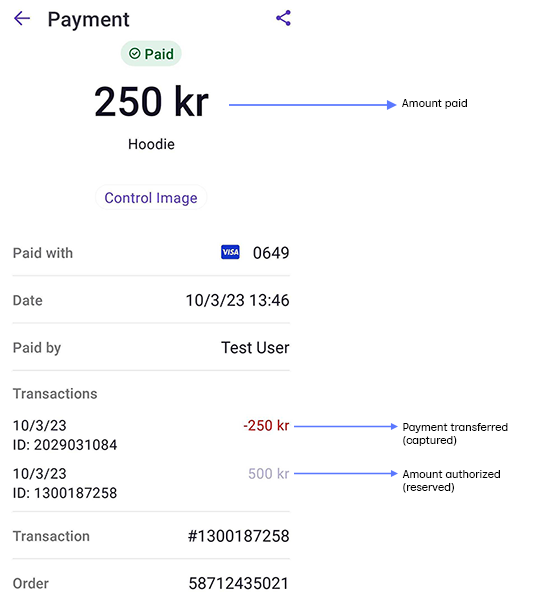 Payment
Paid
250 kr
Amount paid
Hoodie
Control Image
Paid with VISA 0649
Date 10/3/23 13:46
Paid by Test User
Transactions
10/3/23 -250 kr
ID: 2029031084
Payment transferred
(captured)
10/3/23 500 kr
ID: 1300187258
Amount authorized
(reserved)
Transaction #1300187258
Order 58712435021